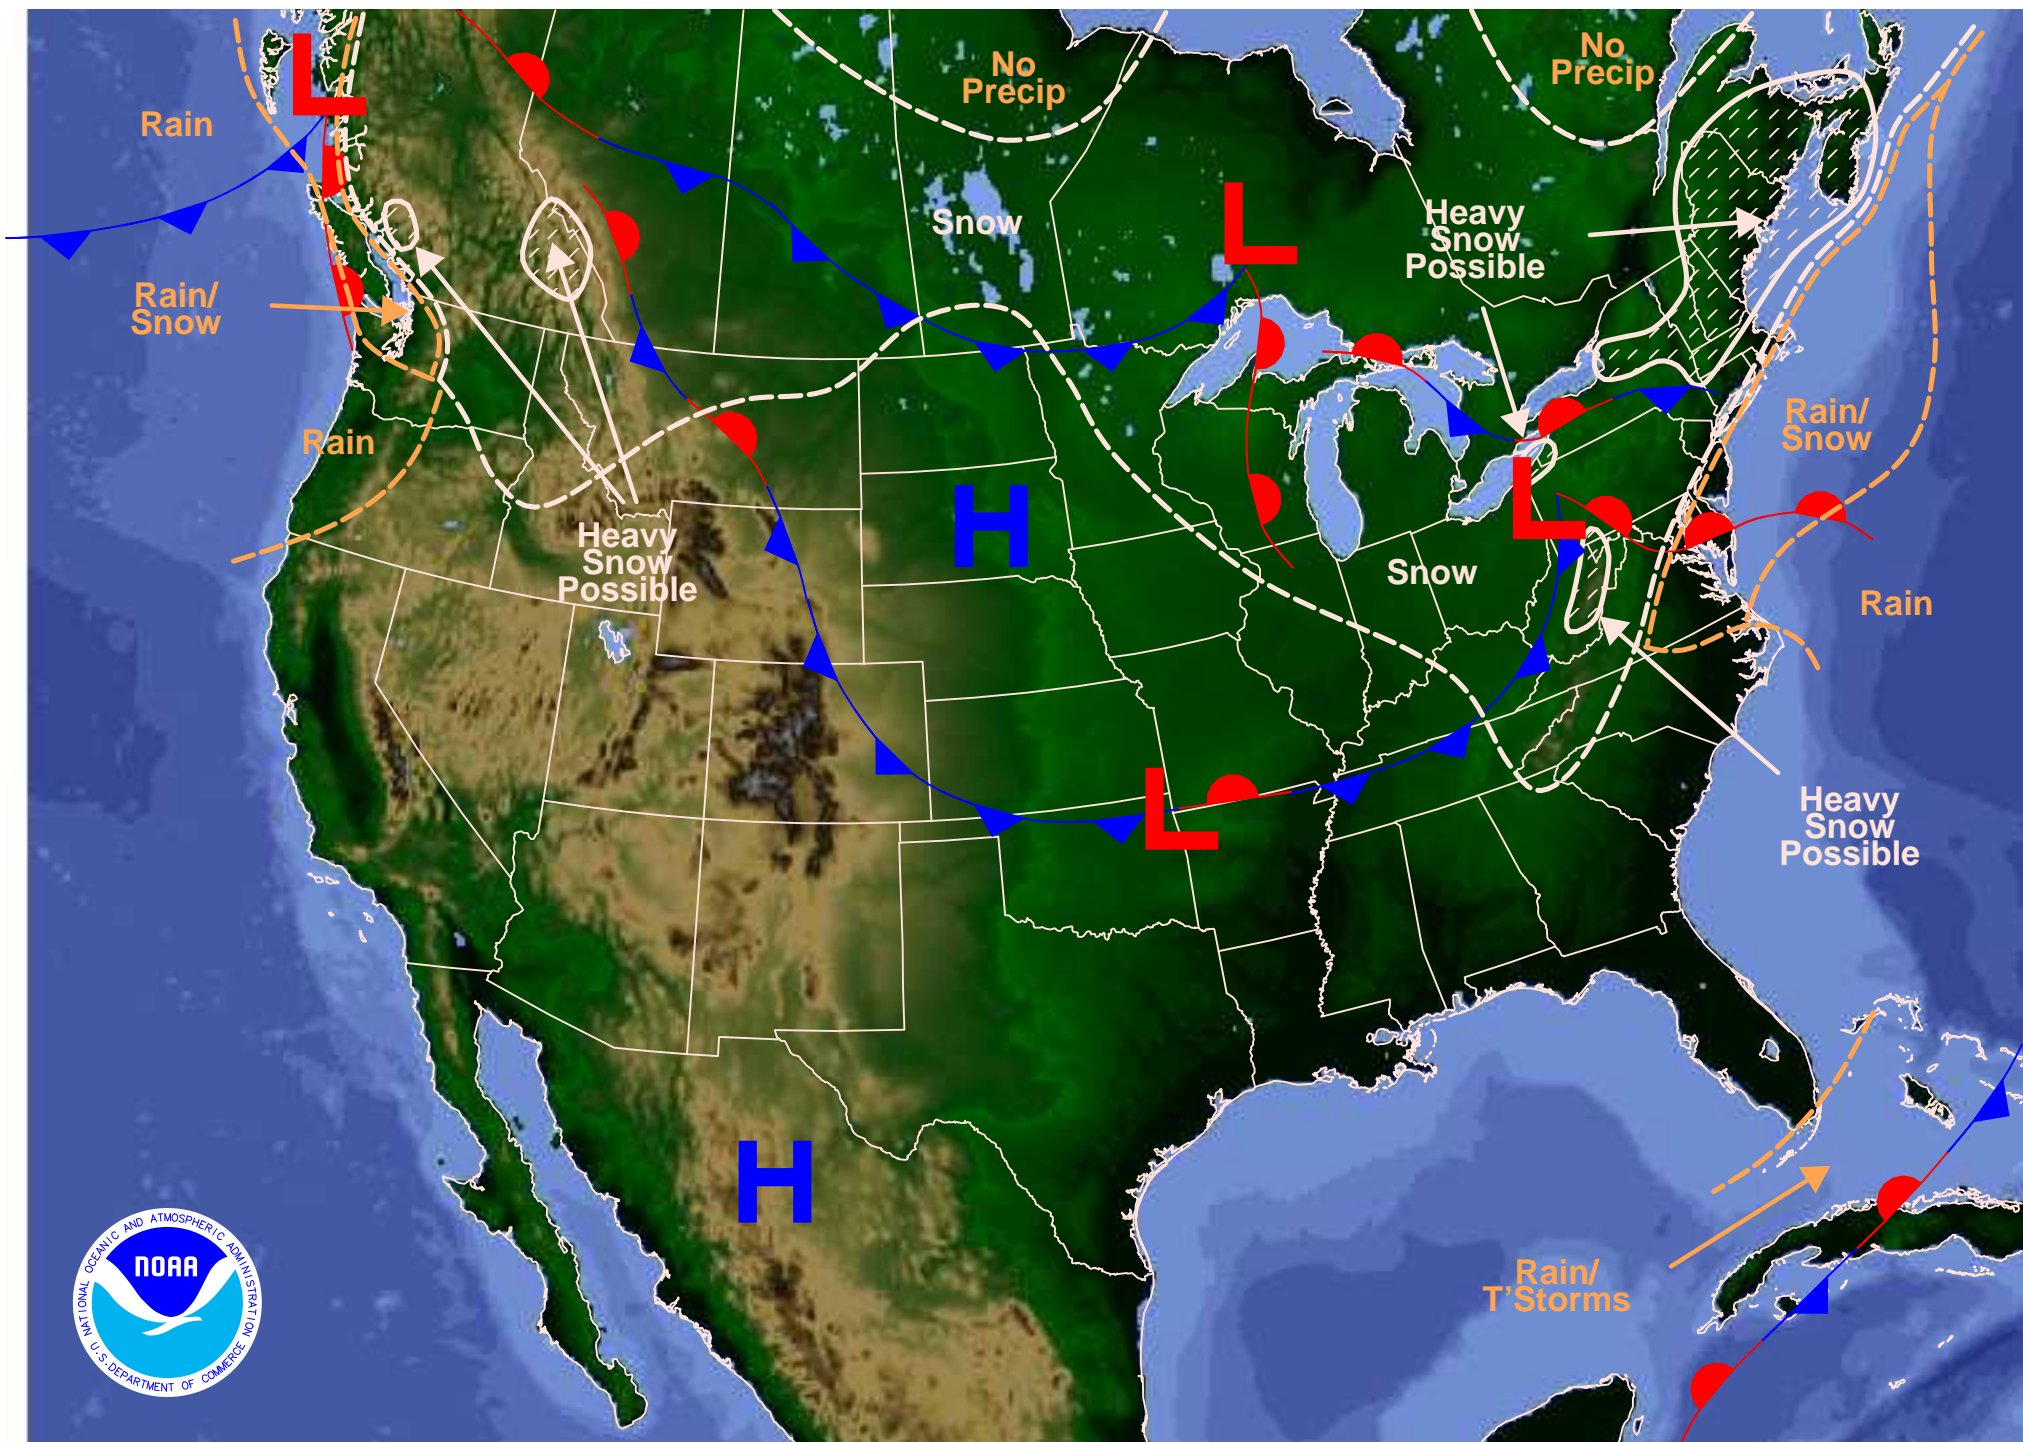 No
Precip
No
Precip
L
Rain
L
Snow
Heavy
Snow
Possible
Rain/
Snow
Rain
Rain/
Snow
H
L
Heavy
Snow
Possible
Snow
Rain
L
Heavy
Snow
Possible
H
Rain/
T'Storms
NATIONAL OCEANIC AND ATMOSPHERIC ADMINISTRATION
NOAA
U.S. DEPARTMENT OF COMMERCE